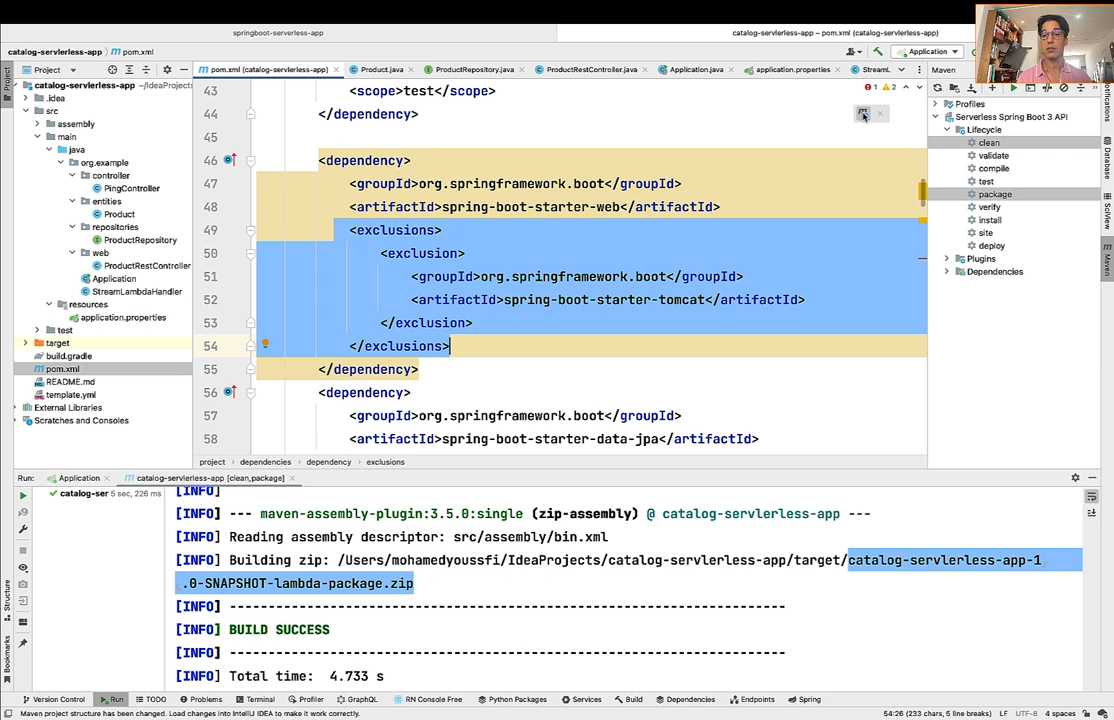 springboot-serverless-app
catalog-servlerless-app – pom.xml (catalog-servlerless-app)
catalog-servlerless-app
pom.xml
Application
Project
pom.xml (catalog-servlerless-app)
Product.java
ProductRepository.java
ProductRestController.java
Application.java
application.properties
StreamL
Maven
Project
Structure
Bookmarks
Notifications
Database
SciView
Maven
catalog-servlerless-app ~/IdeaProjects
.idea
src
assembly
main
java
org.example
controller
PingController
entities
Product
repositories
ProductRepository
web
ProductRestController
Application
StreamLambdaHandler
resources
application.properties
test
target
build.gradle
pom.xml
README.md
template.yml
External Libraries
Scratches and Consoles
1 2
43 <scope>test</scope>
44 </dependency>
45
46 <dependency>
47 <groupId>org.springframework.boot</groupId>
48 <artifactId>spring-boot-starter-web</artifactId>
49 <exclusions>
50 <exclusion>
51 <groupId>org.springframework.boot</groupId>
52 <artifactId>spring-boot-starter-tomcat</artifactId>
53 </exclusion>
54 </exclusions>
55 </dependency>
56 <dependency>
57 <groupId>org.springframework.boot</groupId>
58 <artifactId>spring-boot-starter-data-jpa</artifactId>
project dependencies dependency exclusions
Profiles
Serverless Spring Boot 3 API
Lifecycle
clean
validate
compile
test
package
verify
install
site
deploy
Plugins
Dependencies
Run: Application catalog-servlerless-app [clean,package]
catalog-ser 5 sec, 226 ms
[INFO]
[INFO] --- maven-assembly-plugin:3.5.0:single (zip-assembly) @ catalog-servlerless-app ---
[INFO] Reading assembly descriptor: src/assembly/bin.xml
[INFO] Building zip: /Users/mohamedyoussfi/IdeaProjects/catalog-servlerless-app/target/catalog-servlerless-app-1
.0-SNAPSHOT-lambda-package.zip
[INFO] ------------------------------------------------------------------------
[INFO] BUILD SUCCESS
[INFO] ------------------------------------------------------------------------
[INFO] Total time:  4.733 s
Version Control Run TODO Problems Terminal Profiler GraphQL RN Console Free Python Packages Services Build Dependencies Endpoints Spring
Maven project structure has been changed. Load changes into IntelliJ IDEA to make it work correctly. 54:26 (233 chars, 5 line breaks) LF UTF-8 4 spaces